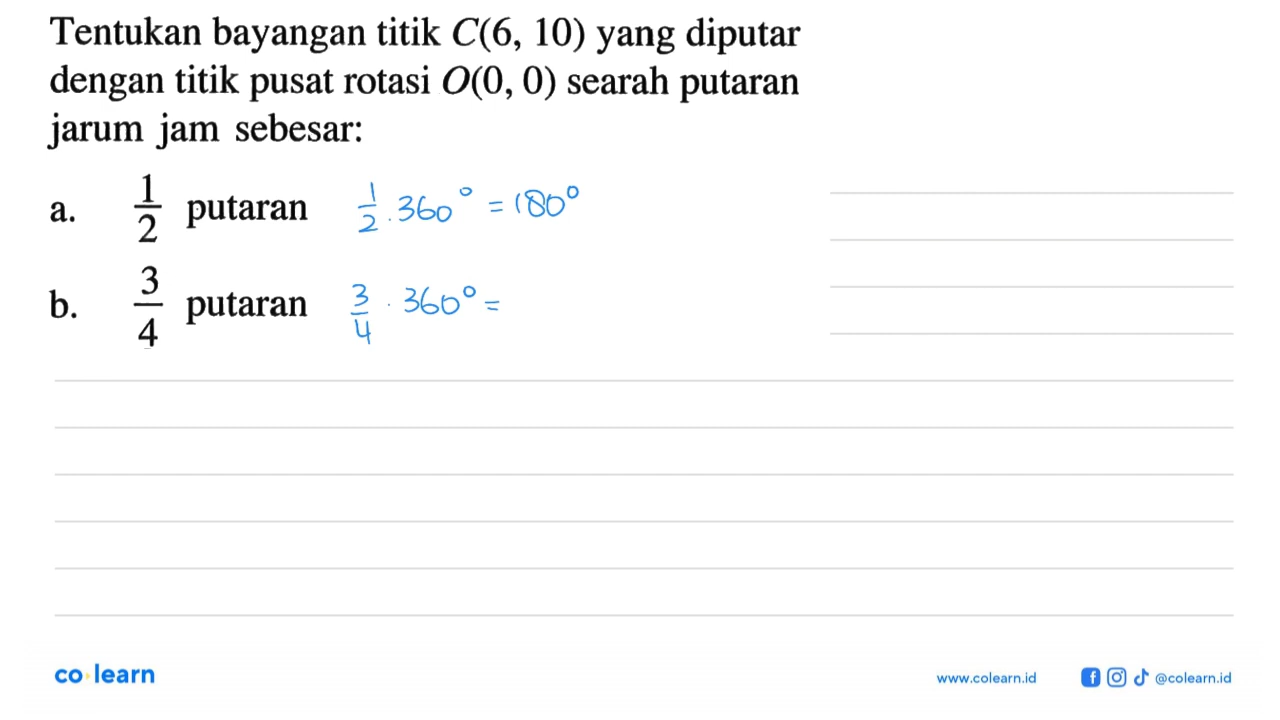 Tentukan bayangan titik C(6, 10) yang diputar
dengan titik pusat rotasi O(0, 0) searah putaran
jarum jam sebesar:
a. 1/2 putaran 1/2 . 360° = 180°
b. 3/4 putaran 3/4 . 360° =
co learn
www.colearn.id @colearn.id